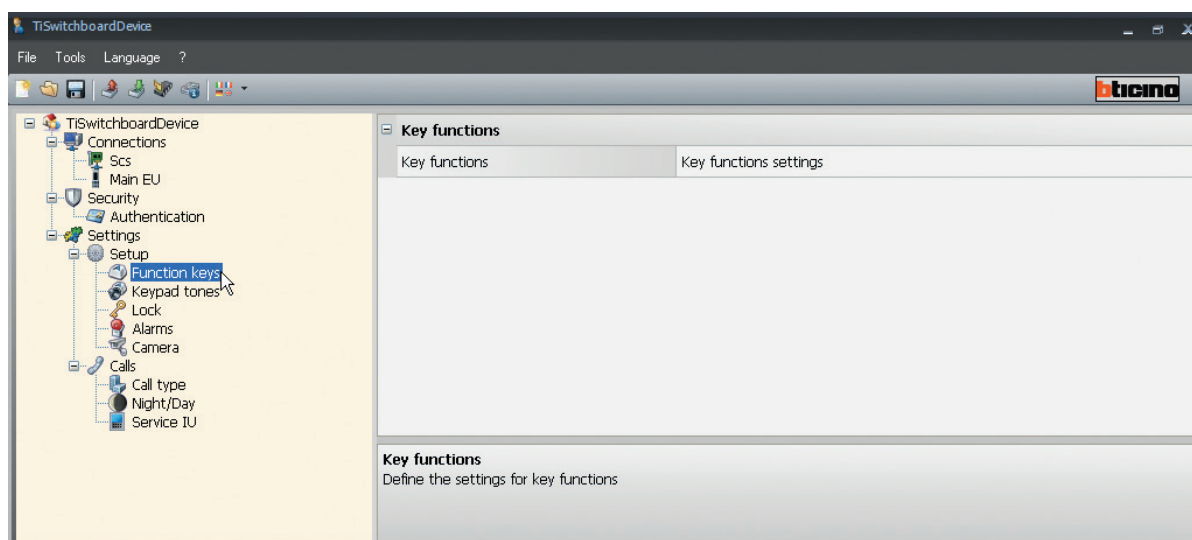 TiSwitchboardDevice
File Tools Language ?
bticino
TiSwitchboardDevice
Connections
Scs
Main EU
Security
Authentication
Settings
Setup
Function keys
Keypad tones
Lock
Alarms
Camera
Calls
Call type
Night/Day
Service IU
Key functions
Key functions Key functions settings
Key functions
Define the settings for key functions